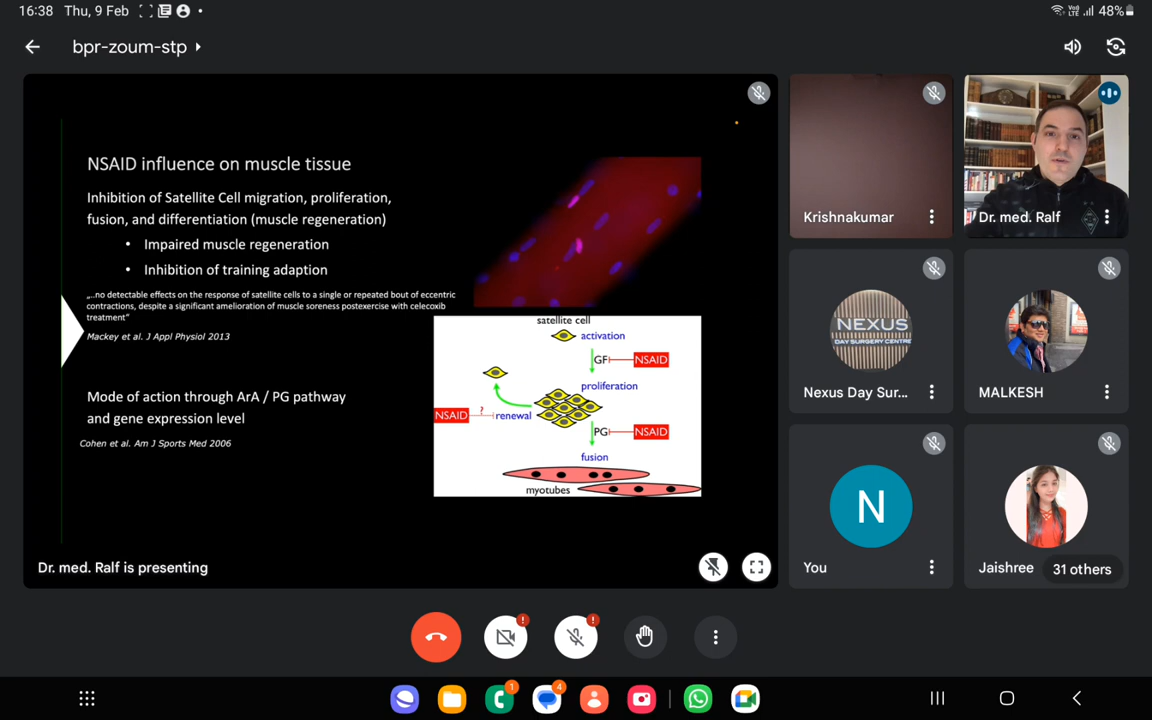 16:38 Thu, 9 Feb
Vo)) LTE 48%
bpr-zoum-stp
NSAID influence on muscle tissue
Inhibition of Satellite Cell migration, proliferation,
fusion, and differentiation (muscle regeneration)
• Impaired muscle regeneration
• Inhibition of training adaption
„..no detectable effects on the response of satellite cells to a single or repeated bout of eccentric
contractions, despite a significant amelioration of muscle soreness postexercise with celecoxib
treatment"
Mackey et al. J Appl Physiol 2013
Mode of action through ArA / PG pathway
and gene expression level
Cohen et al. Am J Sports Med 2006
satellite cell
activation
GF NSAID
proliferation
NSAID ? renewal
PG NSAID
fusion
myotubes
Dr. med. Ralf is presenting
Krishnakumar
Dr. med. Ralf
NEXUS
DAY SURGERY CENTRE
Nexus Day Sur...
MALKESH
N
You
Jaishree
31 others
!
!
1
4